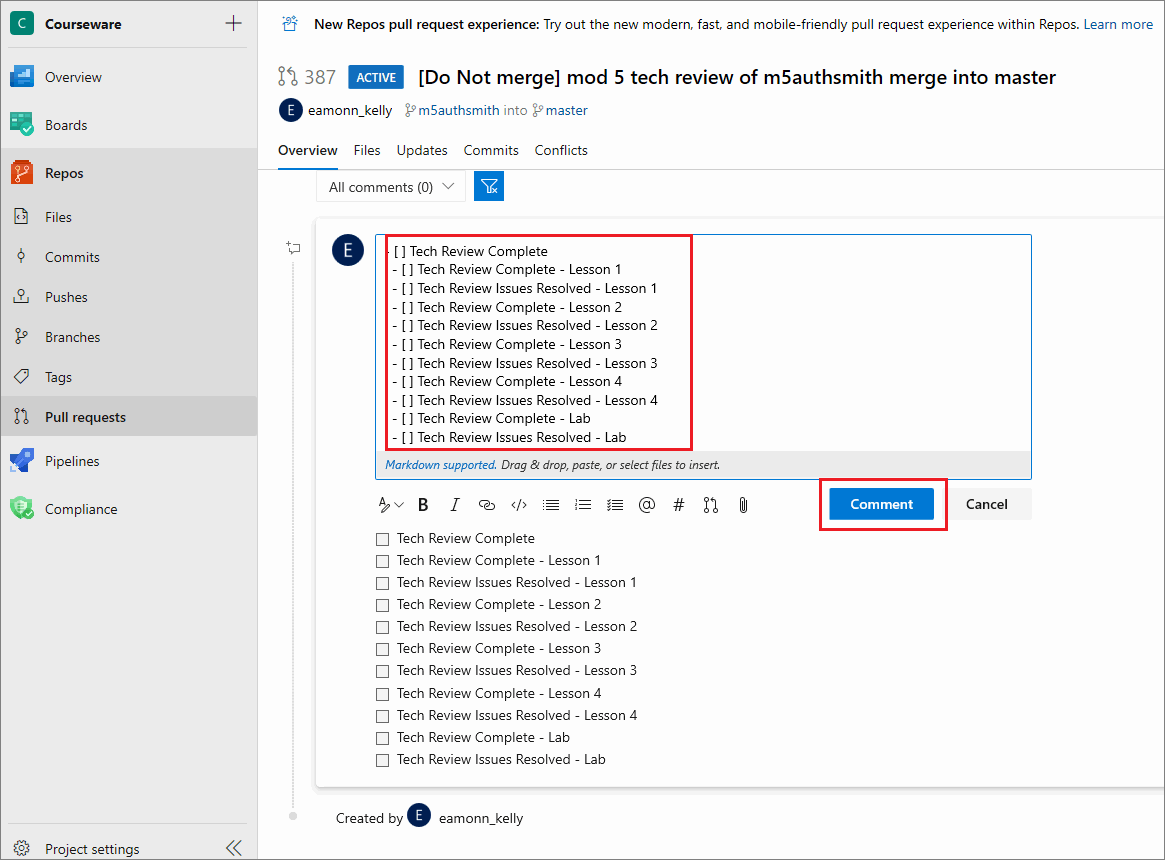 C Courseware
New Repos pull request experience: Try out the new modern, fast, and mobile-friendly pull request experience within Repos. Learn more
Overview
Boards
Repos
Files
Commits
Pushes
Branches
Tags
Pull requests
Pipelines
Compliance
Project settings
387 ACTIVE [Do Not merge] mod 5 tech review of m5authsmith merge into master
E eamonn_kelly m5authsmith into master
Overview Files Updates Commits Conflicts
All comments (0)
E
- [ ] Tech Review Complete
- [ ] Tech Review Complete - Lesson 1
- [ ] Tech Review Issues Resolved - Lesson 1
- [ ] Tech Review Complete - Lesson 2
- [ ] Tech Review Issues Resolved - Lesson 2
- [ ] Tech Review Complete - Lesson 3
- [ ] Tech Review Issues Resolved - Lesson 3
- [ ] Tech Review Complete - Lesson 4
- [ ] Tech Review Issues Resolved - Lesson 4
- [ ] Tech Review Complete - Lab
- [ ] Tech Review Issues Resolved - Lab
Markdown supported. Drag & drop, paste, or select files to insert.
A B I </> @ # Comment Cancel
Tech Review Complete
Tech Review Complete - Lesson 1
Tech Review Issues Resolved - Lesson 1
Tech Review Complete - Lesson 2
Tech Review Issues Resolved - Lesson 2
Tech Review Complete - Lesson 3
Tech Review Issues Resolved - Lesson 3
Tech Review Complete - Lesson 4
Tech Review Issues Resolved - Lesson 4
Tech Review Complete - Lab
Tech Review Issues Resolved - Lab
Created by E eamonn_kelly